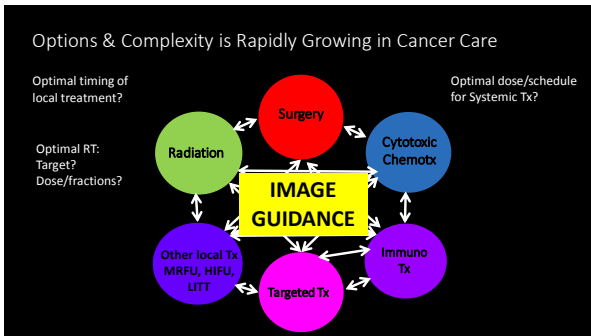 Options & Complexity is Rapidly Growing in Cancer Care
Optimal timing of
local treatment?
Optimal dose/schedule
for Systemic Tx?
Surgery
Radiation
Cytotoxic
Chemotx
Optimal RT:
Target?
Dose/fractions?
IMAGE
GUIDANCE
Other local Tx
MRFU, HIFU,
LITT
Immuno
Tx
Targeted Tx